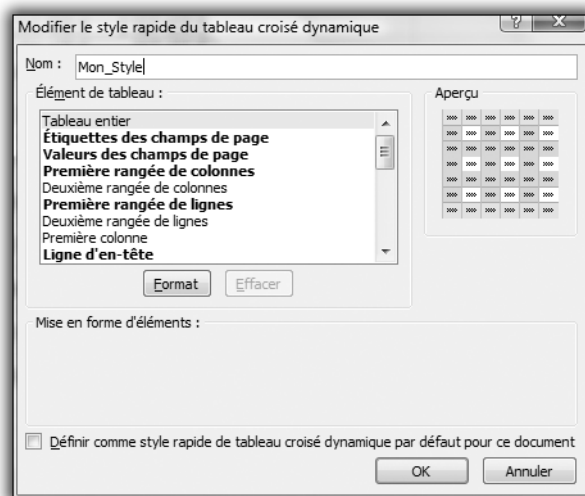 Modifier le style rapide du tableau croisé dynamique
Nom : Mon_Style
Élément de tableau :
Aperçu
Tableau entier
Étiquettes des champs de page
Valeurs des champs de page
Première rangée de colonnes
Deuxième rangée de colonnes
Première rangée de lignes
Deuxième rangée de lignes
Première colonne
Ligne d'en-tête
Format Effacer
Mise en forme d'éléments :
Définir comme style rapide de tableau croisé dynamique par défaut pour ce document
OK Annuler